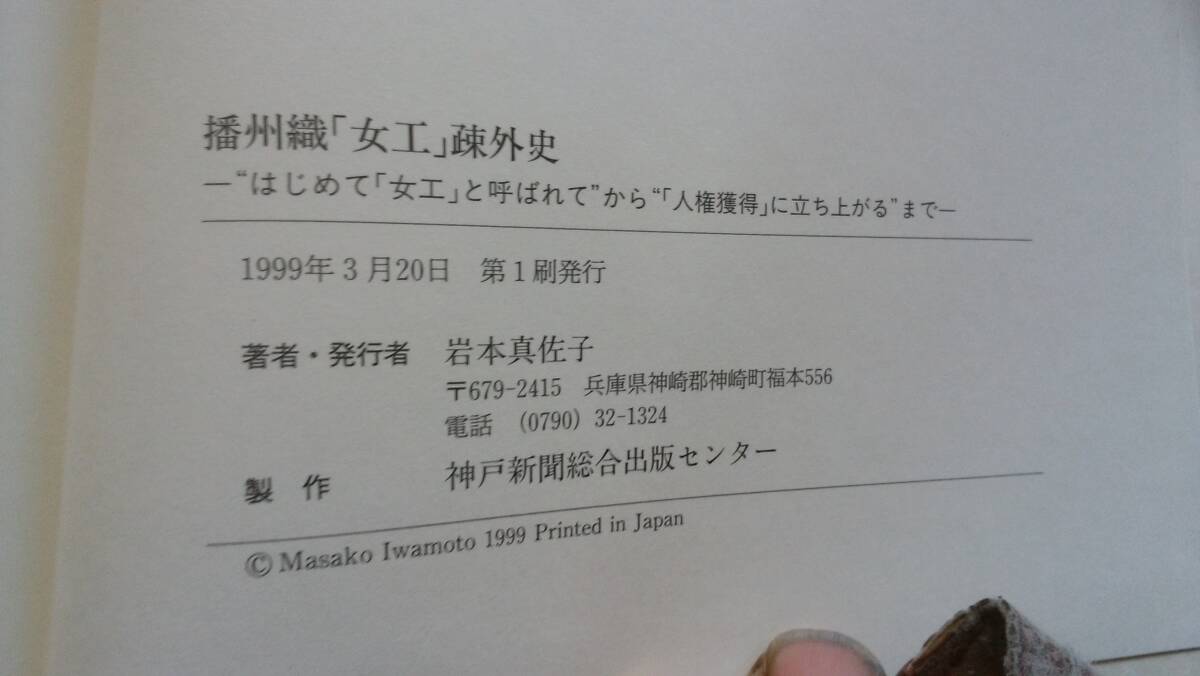 播州織「女工」疎外史
―“はじめて「女工」と呼ばれて”から“「人権獲得」に立ち上がる”まで―
1999年3月20日　第1刷発行
著者・発行者　岩本真佐子
〒679-2415　兵庫県神崎郡神崎町福本556
電話　(0790) 32-1324
製　作　神戸新聞総合出版センター
© Masako Iwamoto 1999 Printed in Japan